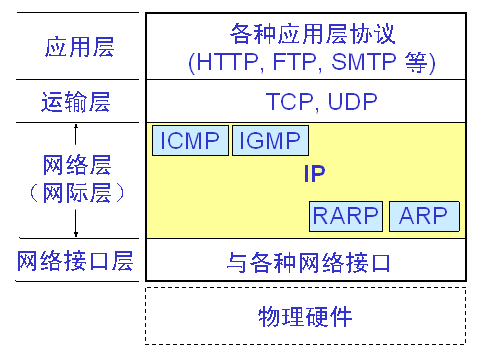 应用层
各种应用层协议
(HTTP, FTP, SMTP 等)
运输层
TCP, UDP
网络层
（网际层）
ICMP
IGMP
IP
RARP
ARP
网络接口层
与各种网络接口
物理硬件